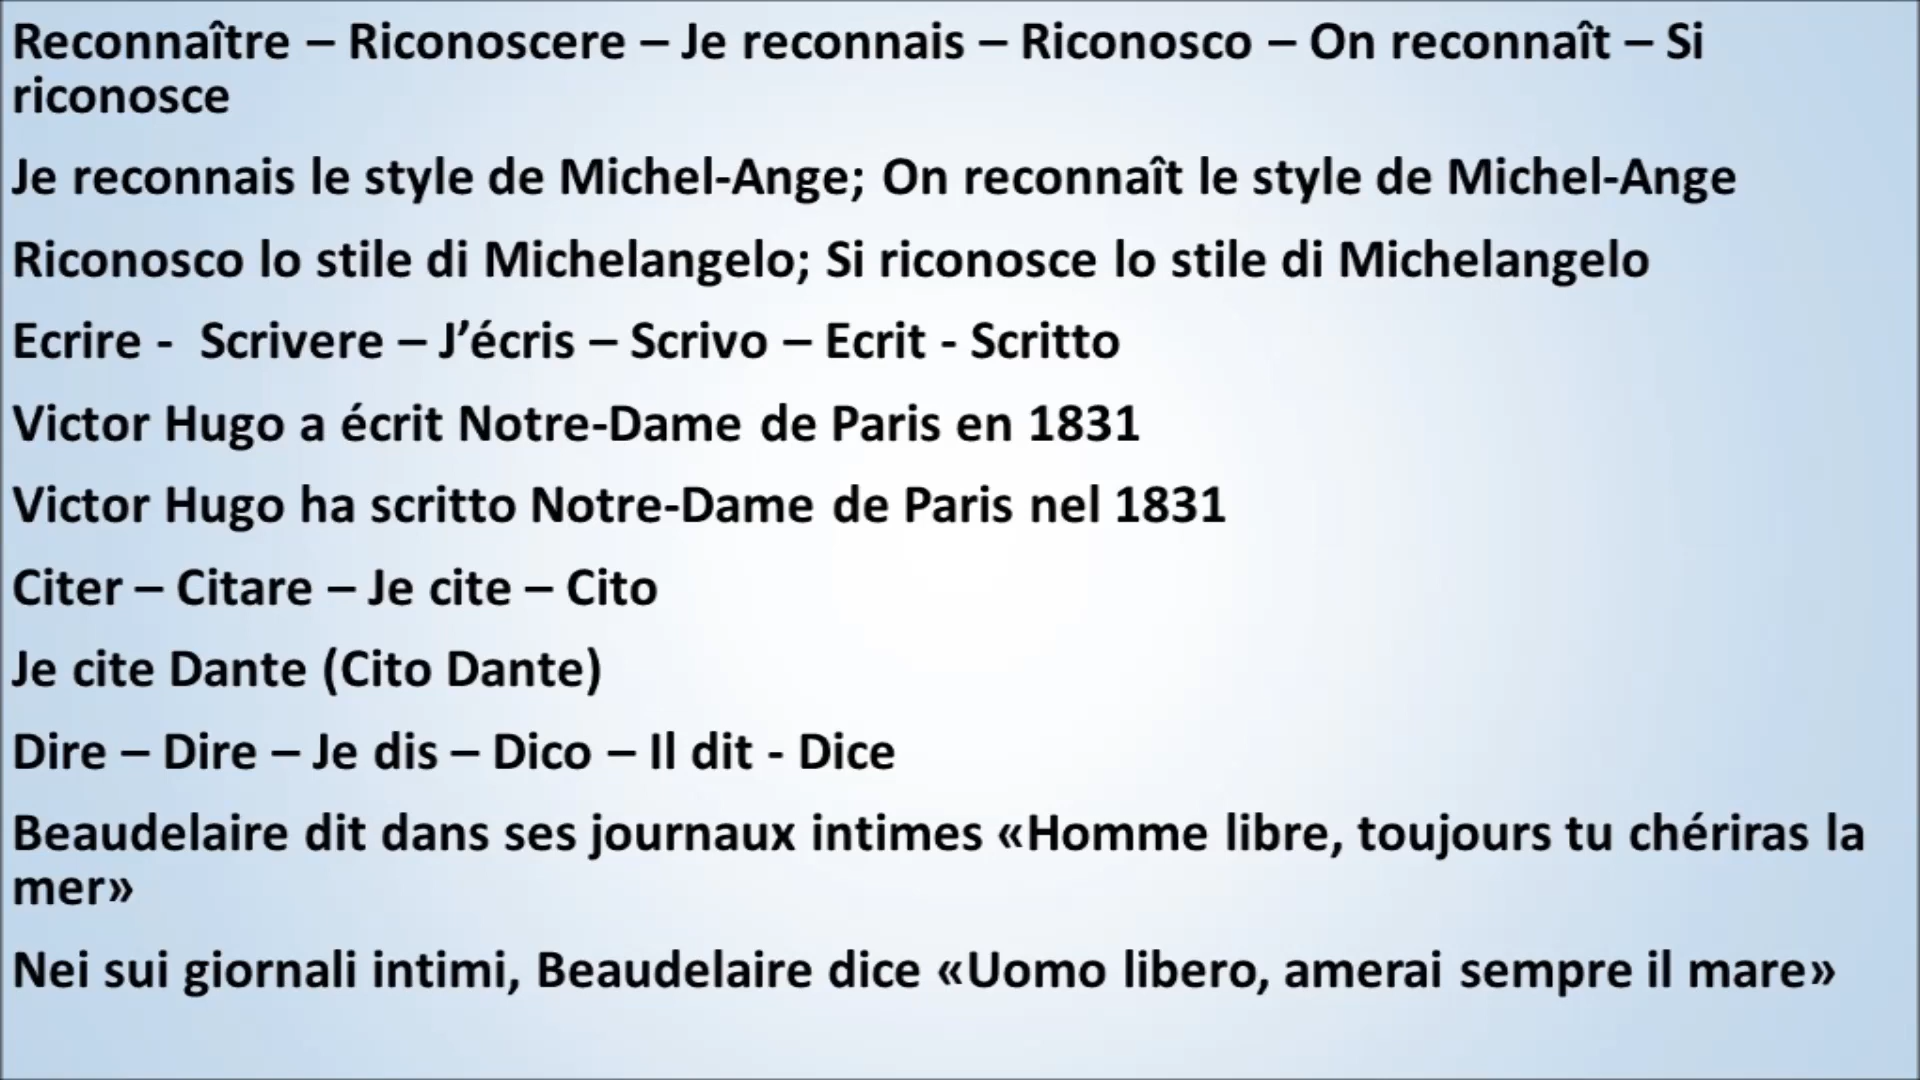 Reconnaître – Riconoscere – Je reconnais – Riconosco – On reconnaît – Si
riconosce
Je reconnais le style de Michel-Ange; On reconnaît le style de Michel-Ange
Riconosco lo stile di Michelangelo; Si riconosce lo stile di Michelangelo
Ecrire -  Scrivere – J’écris – Scrivo – Ecrit - Scritto
Victor Hugo a écrit Notre-Dame de Paris en 1831
Victor Hugo ha scritto Notre-Dame de Paris nel 1831
Citer – Citare – Je cite – Cito
Je cite Dante (Cito Dante)
Dire – Dire – Je dis – Dico – Il dit - Dice
Beaudelaire dit dans ses journaux intimes «Homme libre, toujours tu chériras la
mer»
Nei sui giornali intimi, Beaudelaire dice «Uomo libero, amerai sempre il mare»